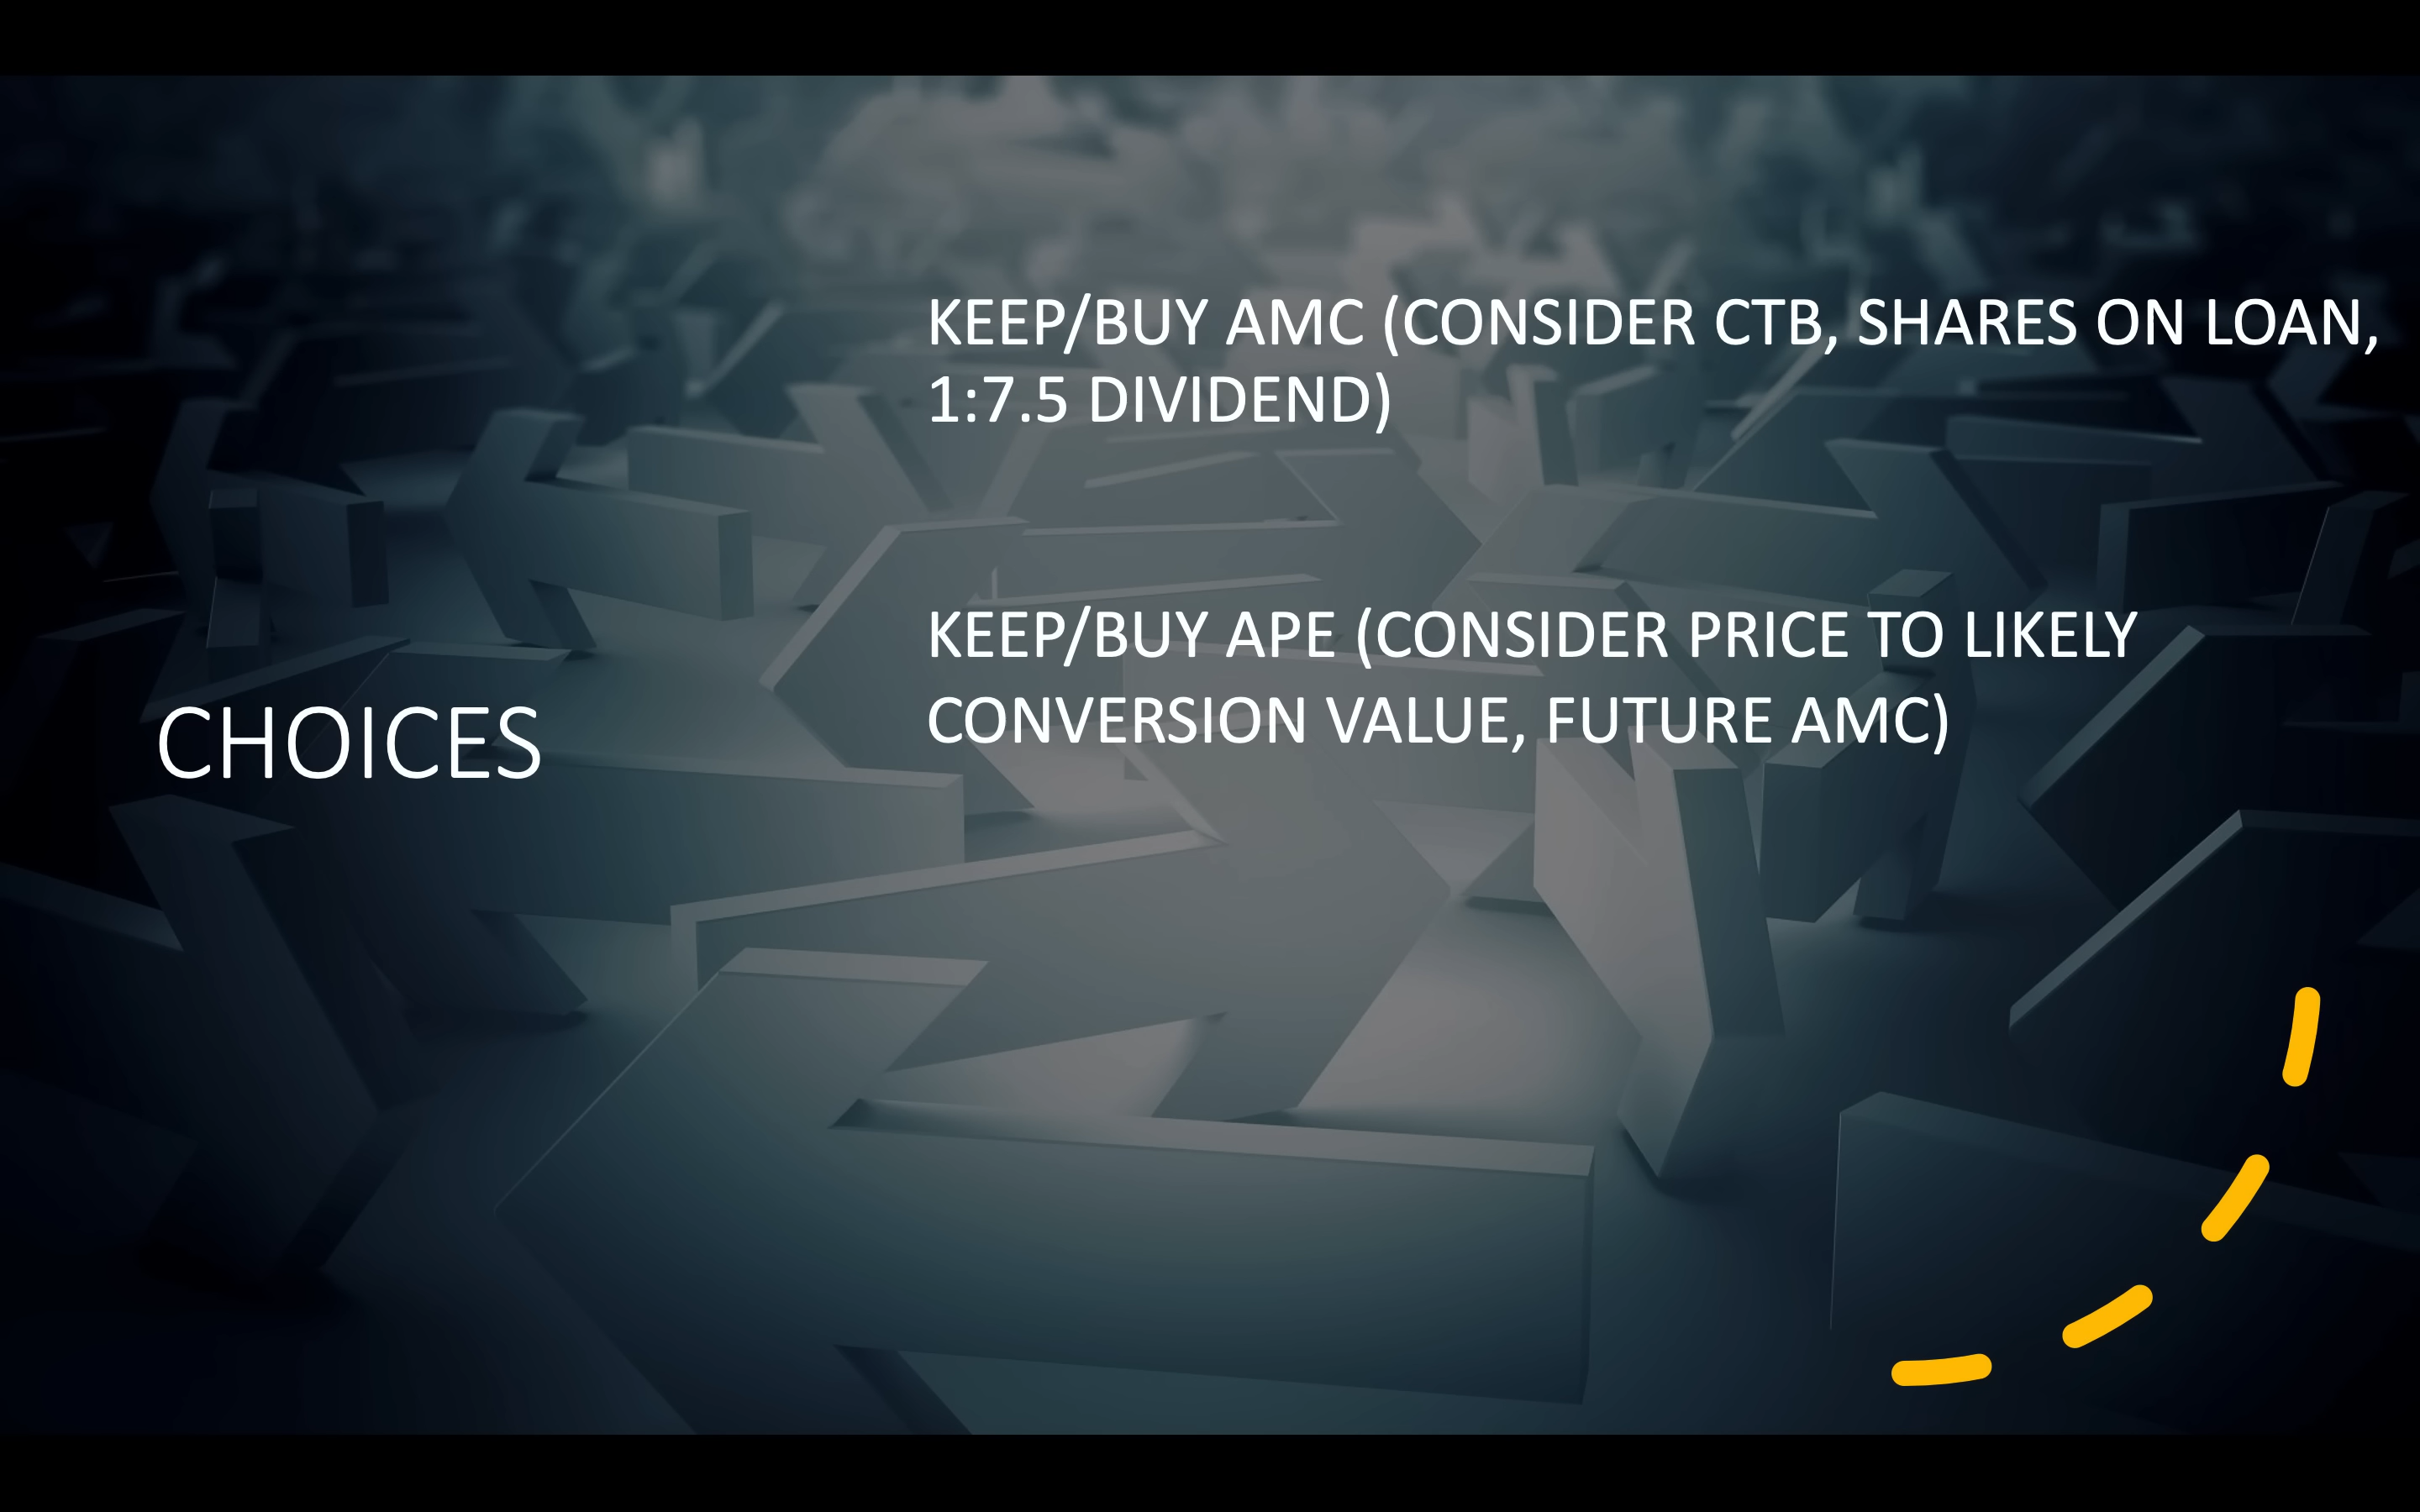 CHOICES
KEEP/BUY AMC (CONSIDER CTB, SHARES ON LOAN,
1:7.5 DIVIDEND)
KEEP/BUY APE (CONSIDER PRICE TO LIKELY
CONVERSION VALUE, FUTURE AMC)